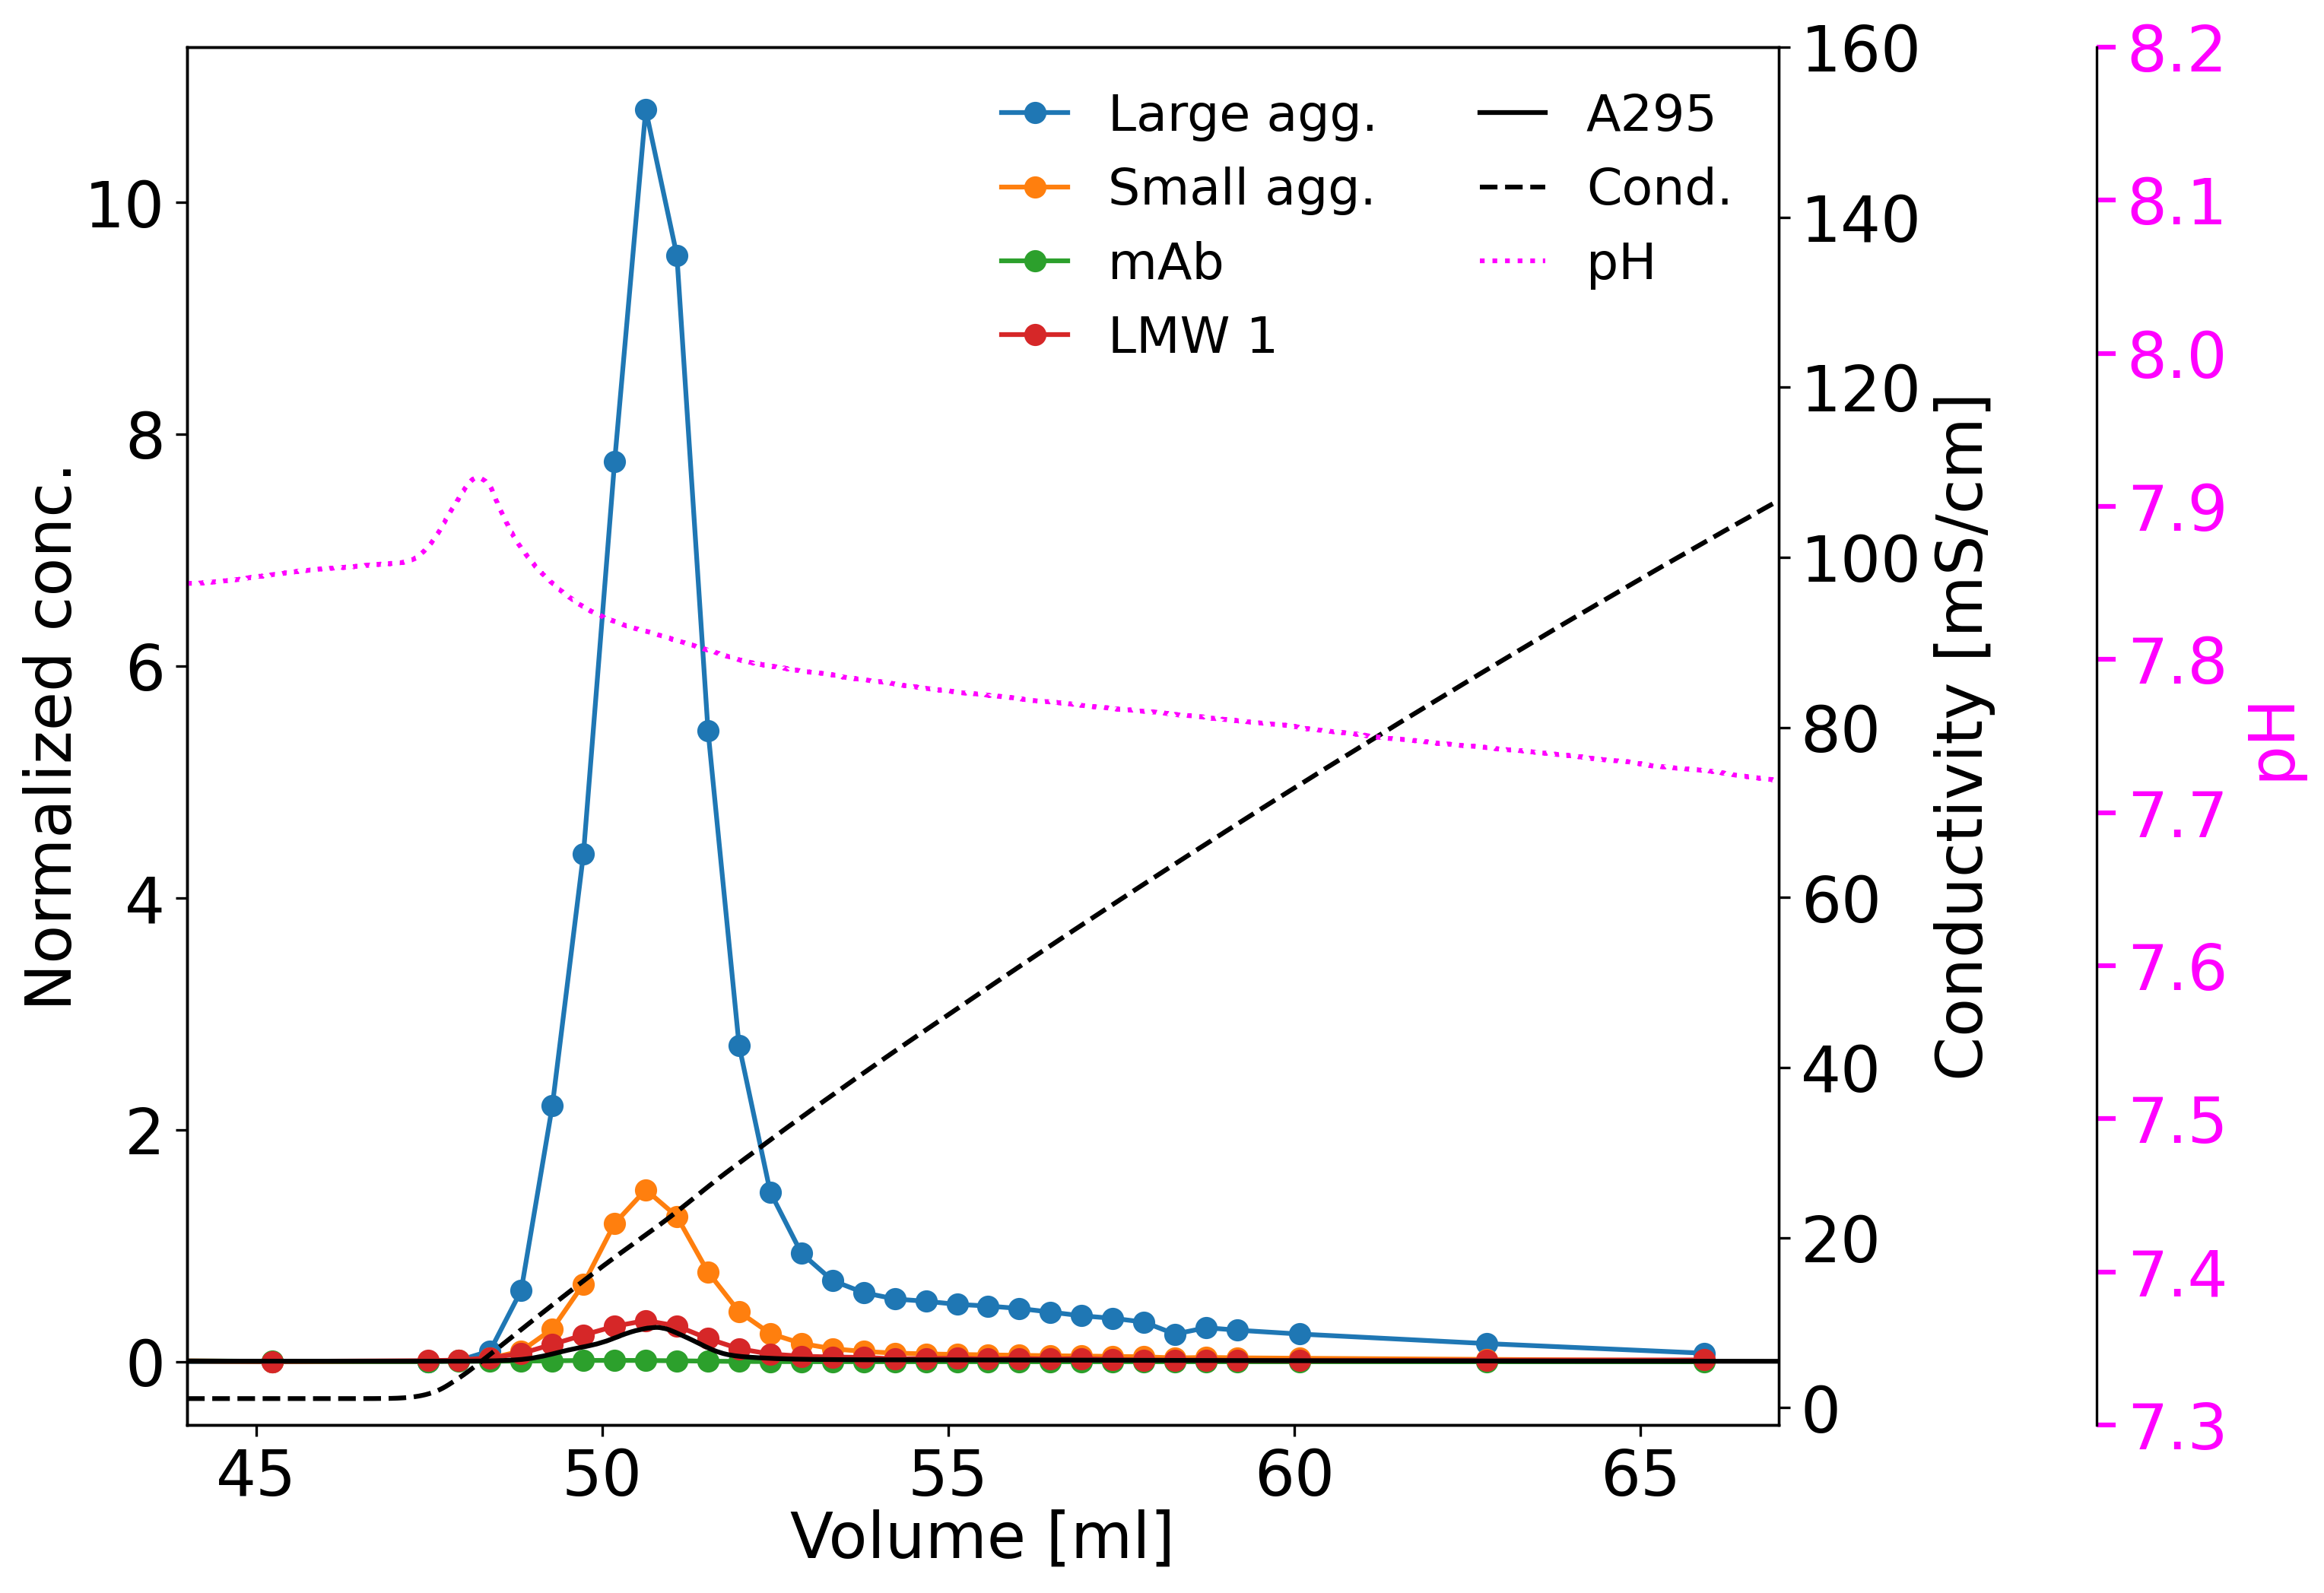 Large agg.
Small agg.
mAb
LMW 1
A295
Cond.
pH
Normalized conc.
10
8
6
4
2
0
45
50
55
60
65
Volume [ml]
160
140
120
100
80
60
40
20
0
Conductivity [mS/cm]
8.2
8.1
8.0
7.9
7.8
7.7
7.6
7.5
7.4
7.3
pH